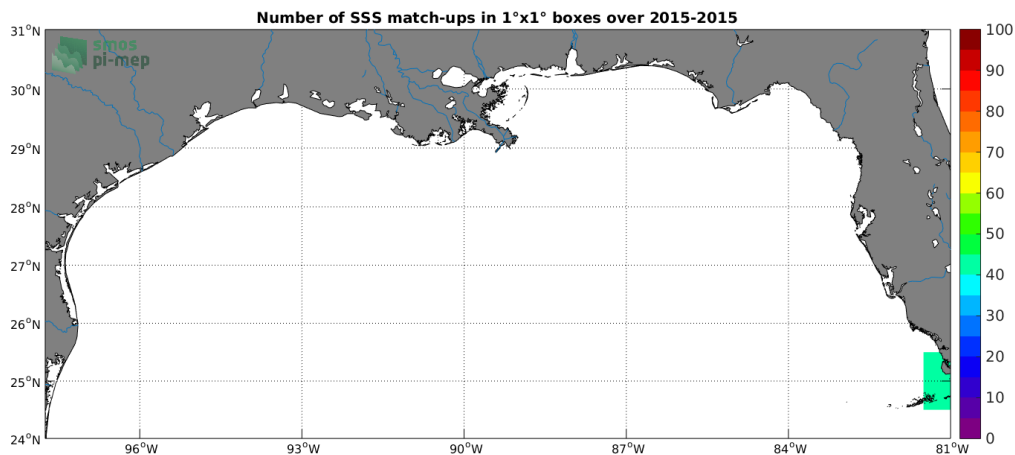 Number of SSS match-ups in 1°x1° boxes over 2015-2015
smos
pi-mep
31°N
30°N
29°N
28°N
27°N
26°N
25°N
24°N
96°W
93°W
90°W
87°W
84°W
81°W
100
90
80
70
60
50
40
30
20
10
0